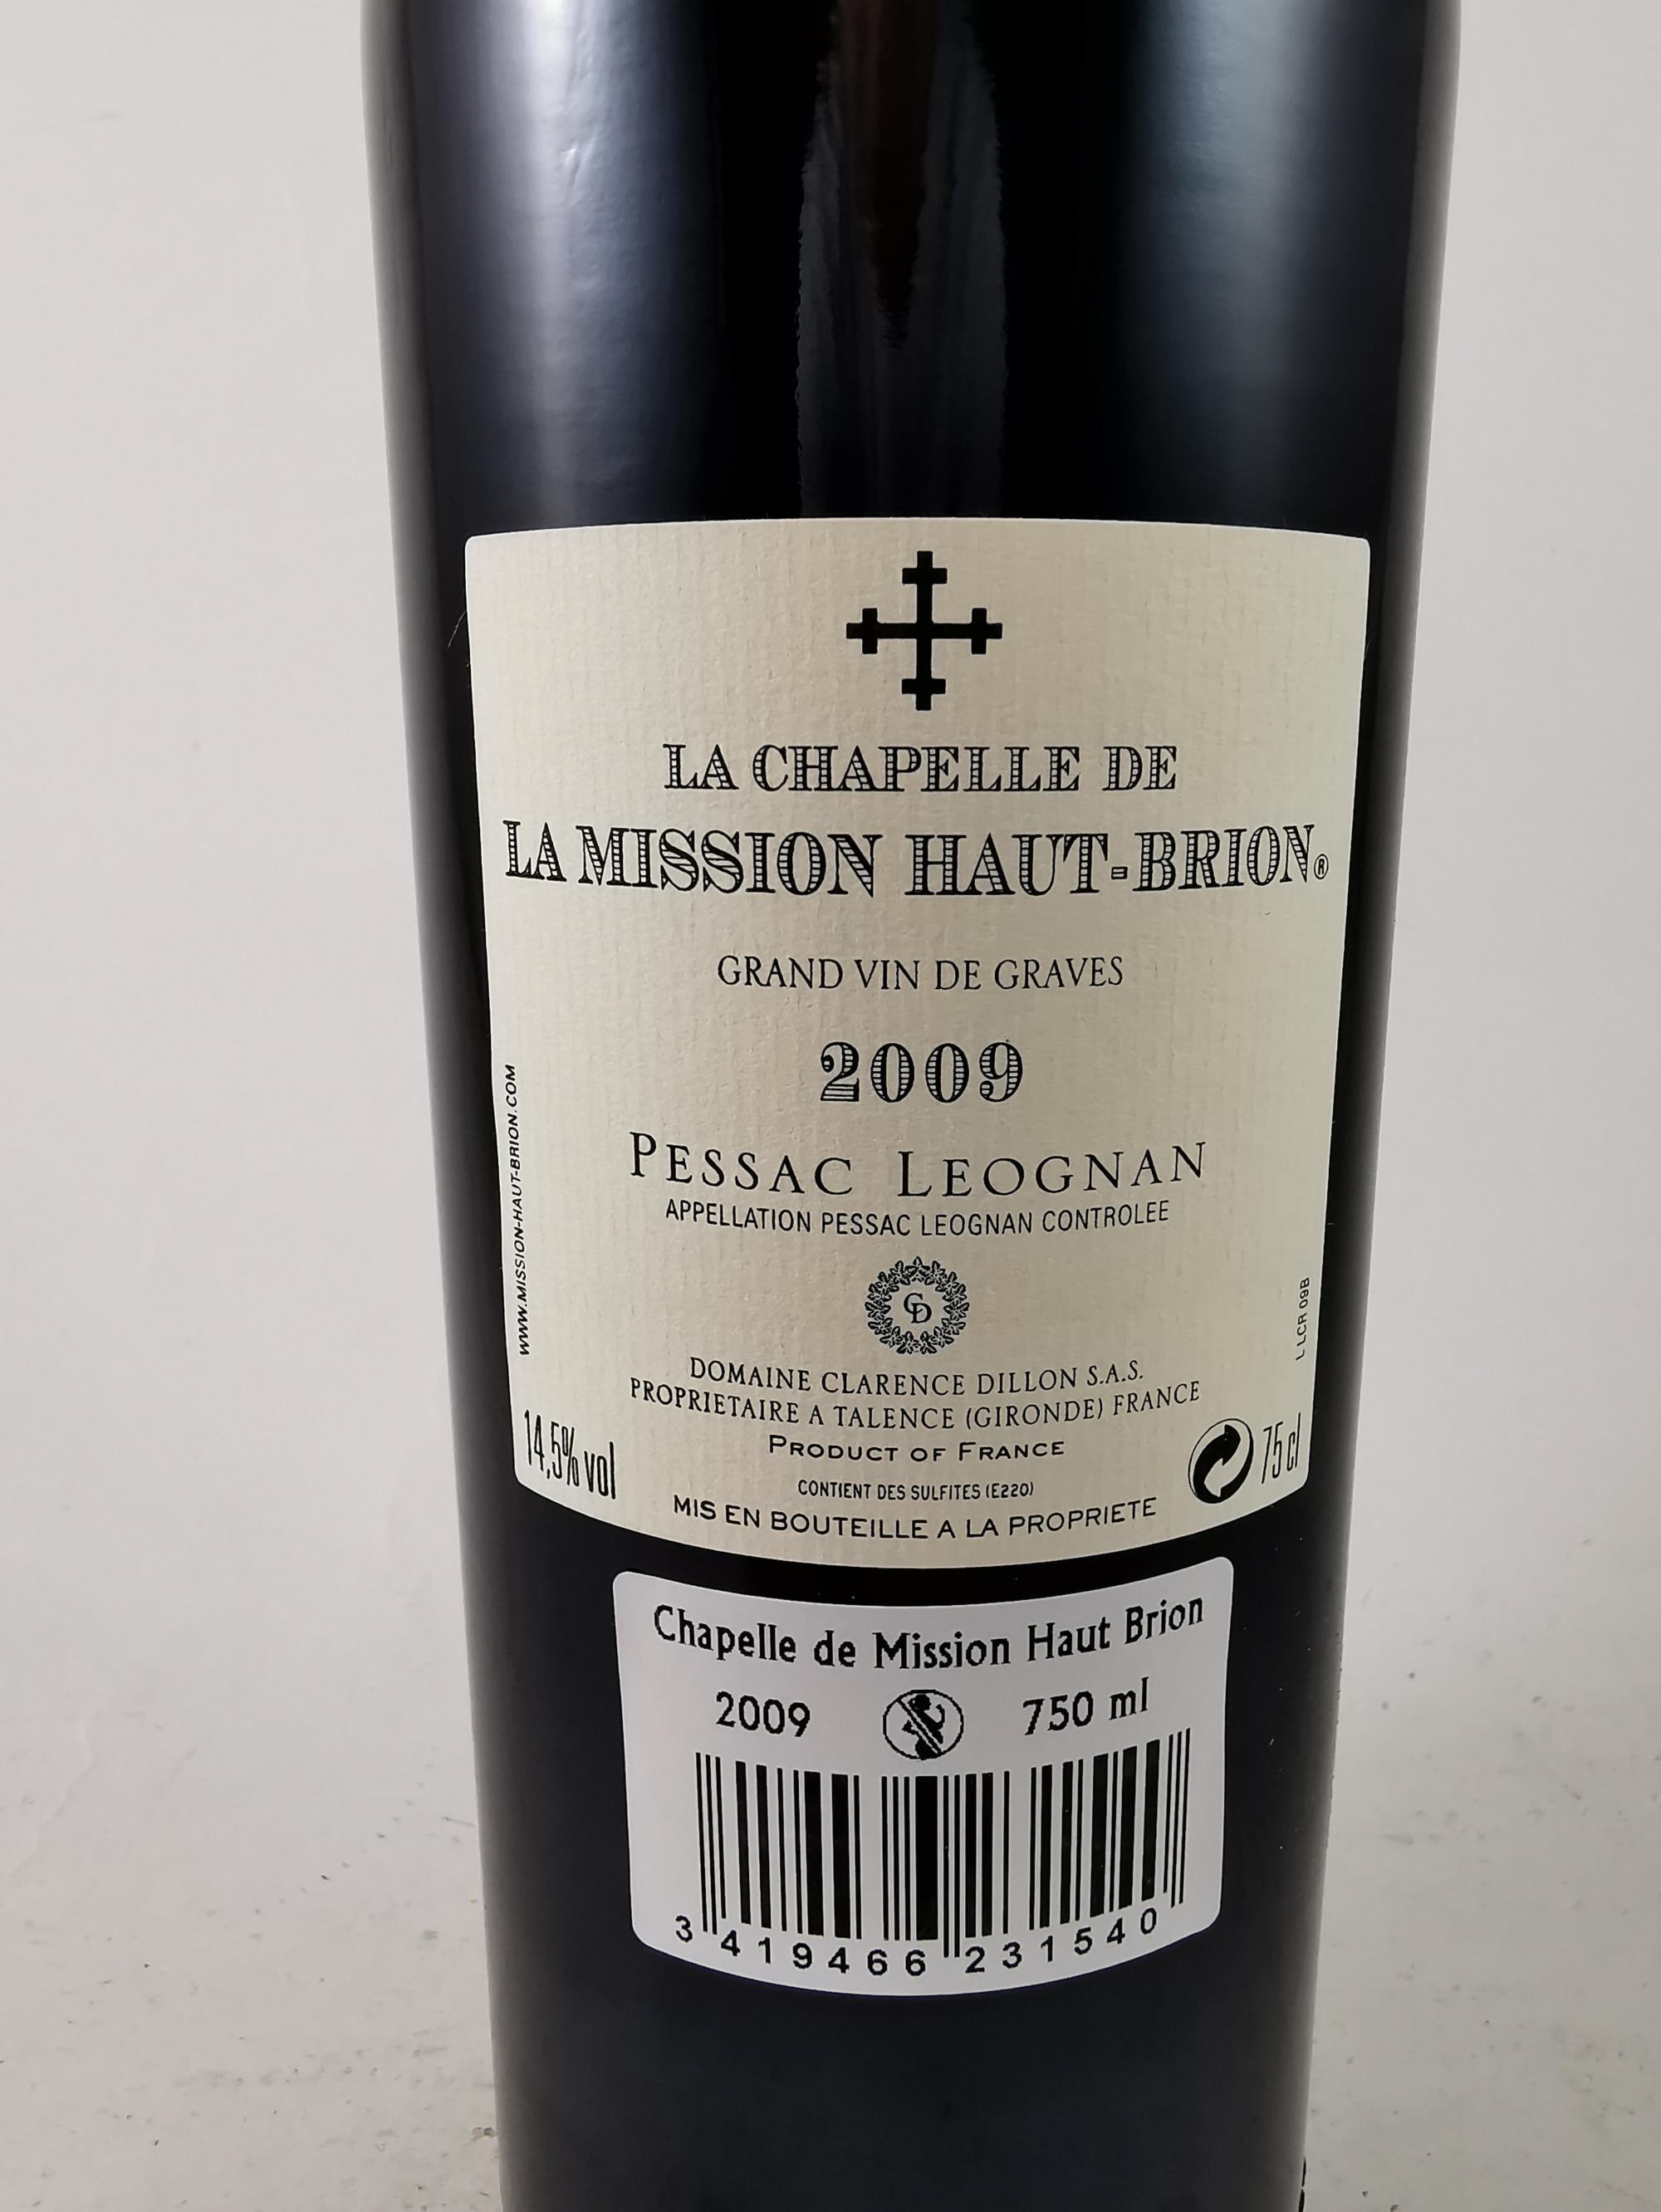 LA CHAPELLE DE
LA MISSION HAUT-BRION®
GRAND VIN DE GRAVES
2009
PESSAC LEOGNAN
APPELLATION PESSAC LEOGNAN CONTROLEE
CD
DOMAINE CLARENCE DILLON S.A.S.
PROPRIETAIRE A TALENCE (GIRONDE) FRANCE
PRODUCT OF FRANCE
CONTIENT DES SULFITES (E220)
MIS EN BOUTEILLE A LA PROPRIETE
14,5% vol
75 cl
WWW.MISSION-HAUT-BRION.COM
L LCR 09B
Chapelle de Mission Haut Brion
2009 750 ml
3 419466 231540